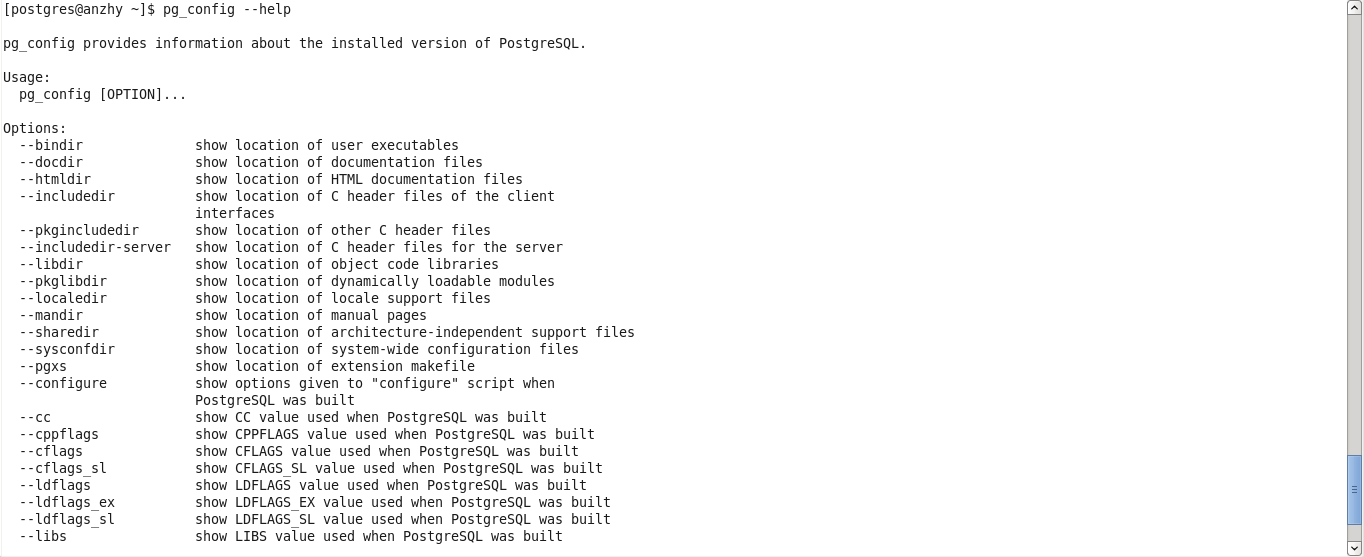 [postgres@anzhy ~]$ pg_config --help

pg_config provides information about the installed version of PostgreSQL.

Usage:
  pg_config [OPTION]...

Options:
  --bindir              show location of user executables
  --docdir              show location of documentation files
  --htmldir             show location of HTML documentation files
  --includedir          show location of C header files of the client
                        interfaces
  --pkgincludedir       show location of other C header files
  --includedir-server   show location of C header files for the server
  --libdir              show location of object code libraries
  --pkglibdir           show location of dynamically loadable modules
  --localedir           show location of locale support files
  --mandir              show location of manual pages
  --sharedir            show location of architecture-independent support files
  --sysconfdir          show location of system-wide configuration files
  --pgxs                show location of extension makefile
  --configure           show options given to "configure" script when
                        PostgreSQL was built
  --cc                  show CC value used when PostgreSQL was built
  --cppflags            show CPPFLAGS value used when PostgreSQL was built
  --cflags              show CFLAGS value used when PostgreSQL was built
  --cflags_sl           show CFLAGS_SL value used when PostgreSQL was built
  --ldflags             show LDFLAGS value used when PostgreSQL was built
  --ldflags_ex          show LDFLAGS_EX value used when PostgreSQL was built
  --ldflags_sl          show LDFLAGS_SL value used when PostgreSQL was built
  --libs                show LIBS value used when PostgreSQL was built